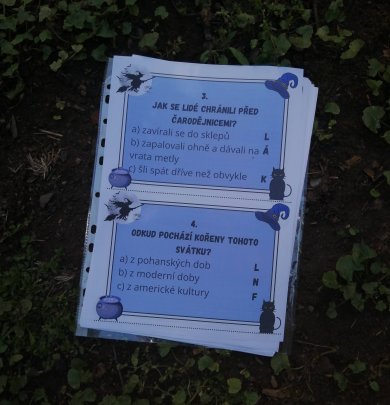 3.
JAK SE LIDÉ CHRÁNILI PŘED
ČARODĚJNICEMI?
a) zavírali se do sklepů L
b) zapalovali ohně a dávali na Á
vrata metly
c) šli spát dříve než obvykle K
4.
ODKUD POCHÁZÍ KOŘENY TOHOTO
SVÁTKU?
a) z pohanských dob L
b) z moderní doby N
c) z americké kultury F